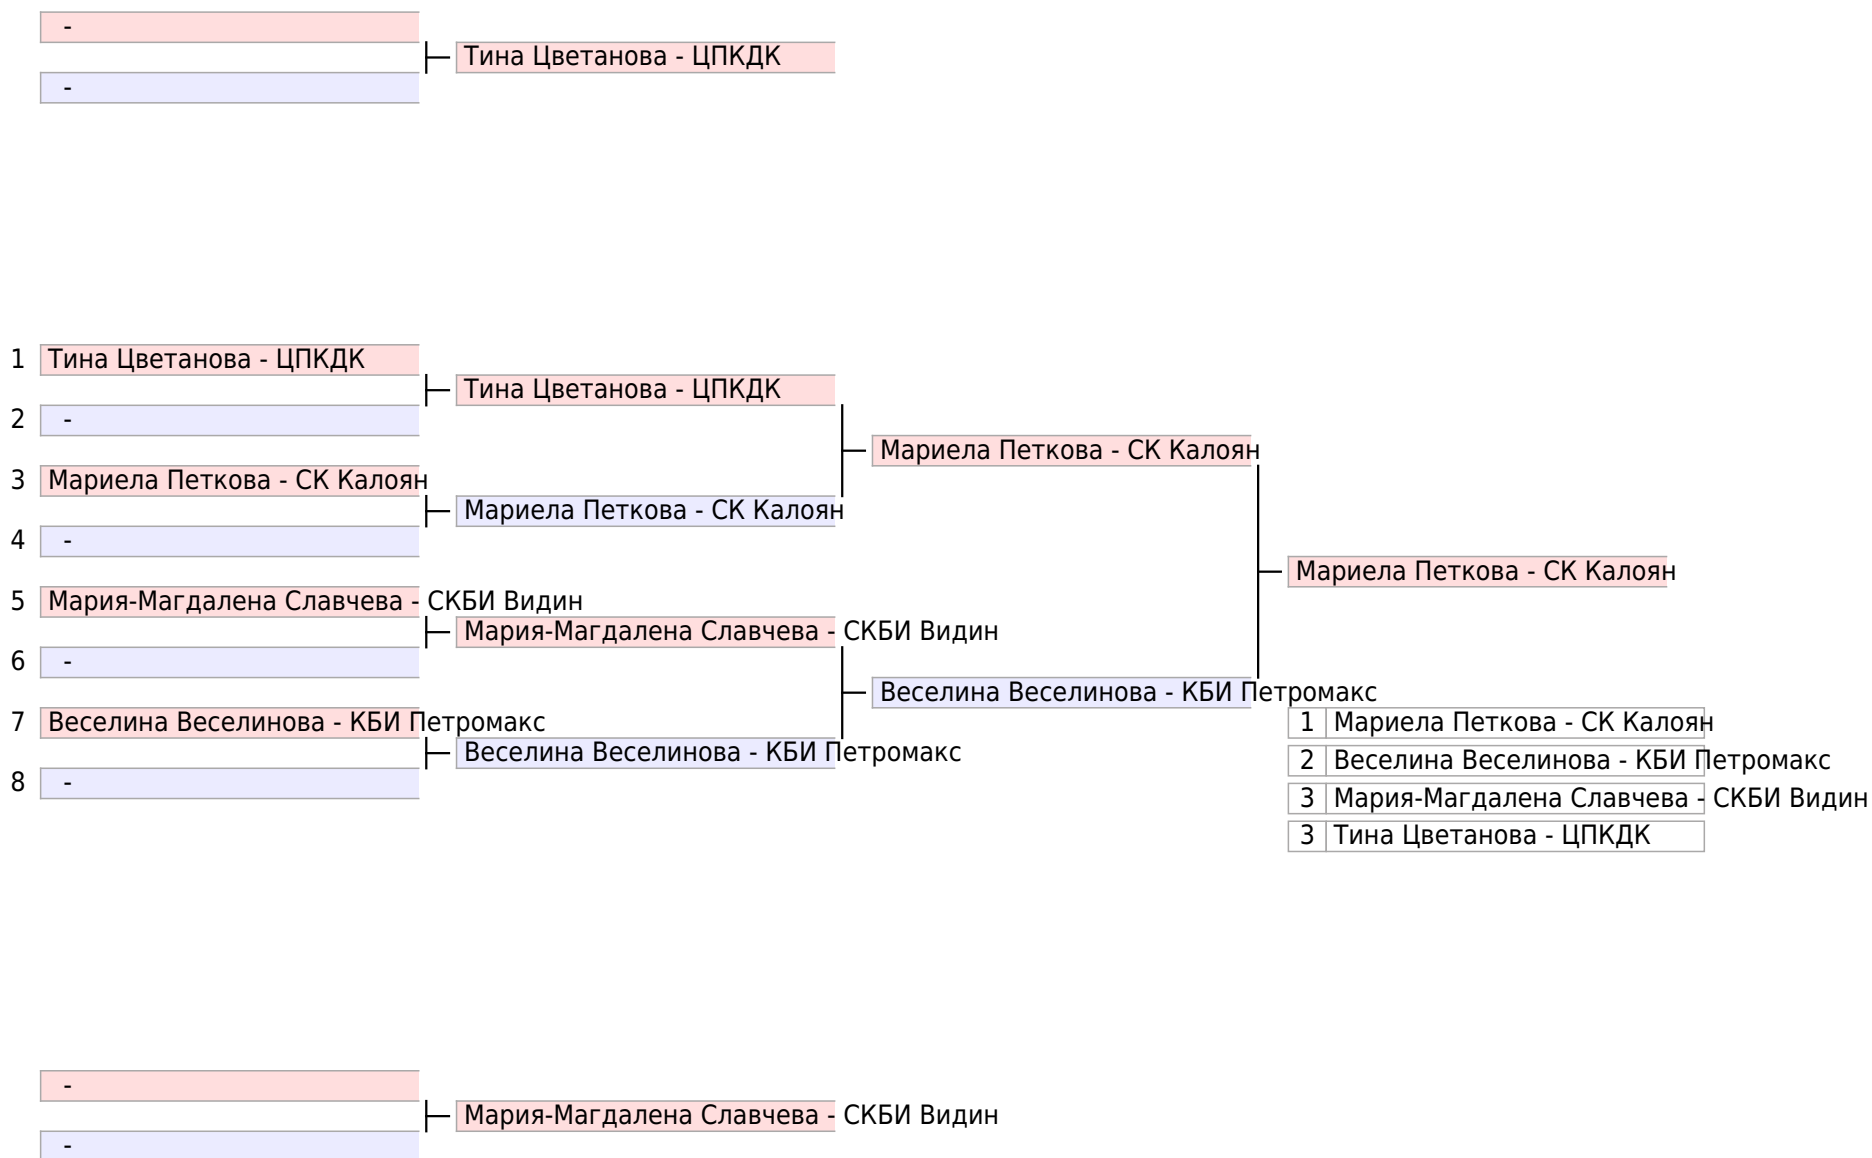 -
Тина Цветанова - ЦПКДК
-
1 Тина Цветанова - ЦПКДК
Тина Цветанова - ЦПКДК
2 -
Мариела Петкова - СК Калоян
3 Мариела Петкова - СК Калоян
Мариела Петкова - СК Калоян
4 -
Мариела Петкова - СК Калоян
5 Мария-Магдалена Славчева - СКБИ Видин
Мария-Магдалена Славчева - СКБИ Видин
6 -
Веселина Веселинова - КБИ Петромакс
7 Веселина Веселинова - КБИ Петромакс
1 Мариела Петкова - СК Калоян
Веселина Веселинова - КБИ Петромакс
2 Веселина Веселинова - КБИ Петромакс
8 -
3 Мария-Магдалена Славчева - СКБИ Видин
3 Тина Цветанова - ЦПКДК
-
Мария-Магдалена Славчева - СКБИ Видин
-